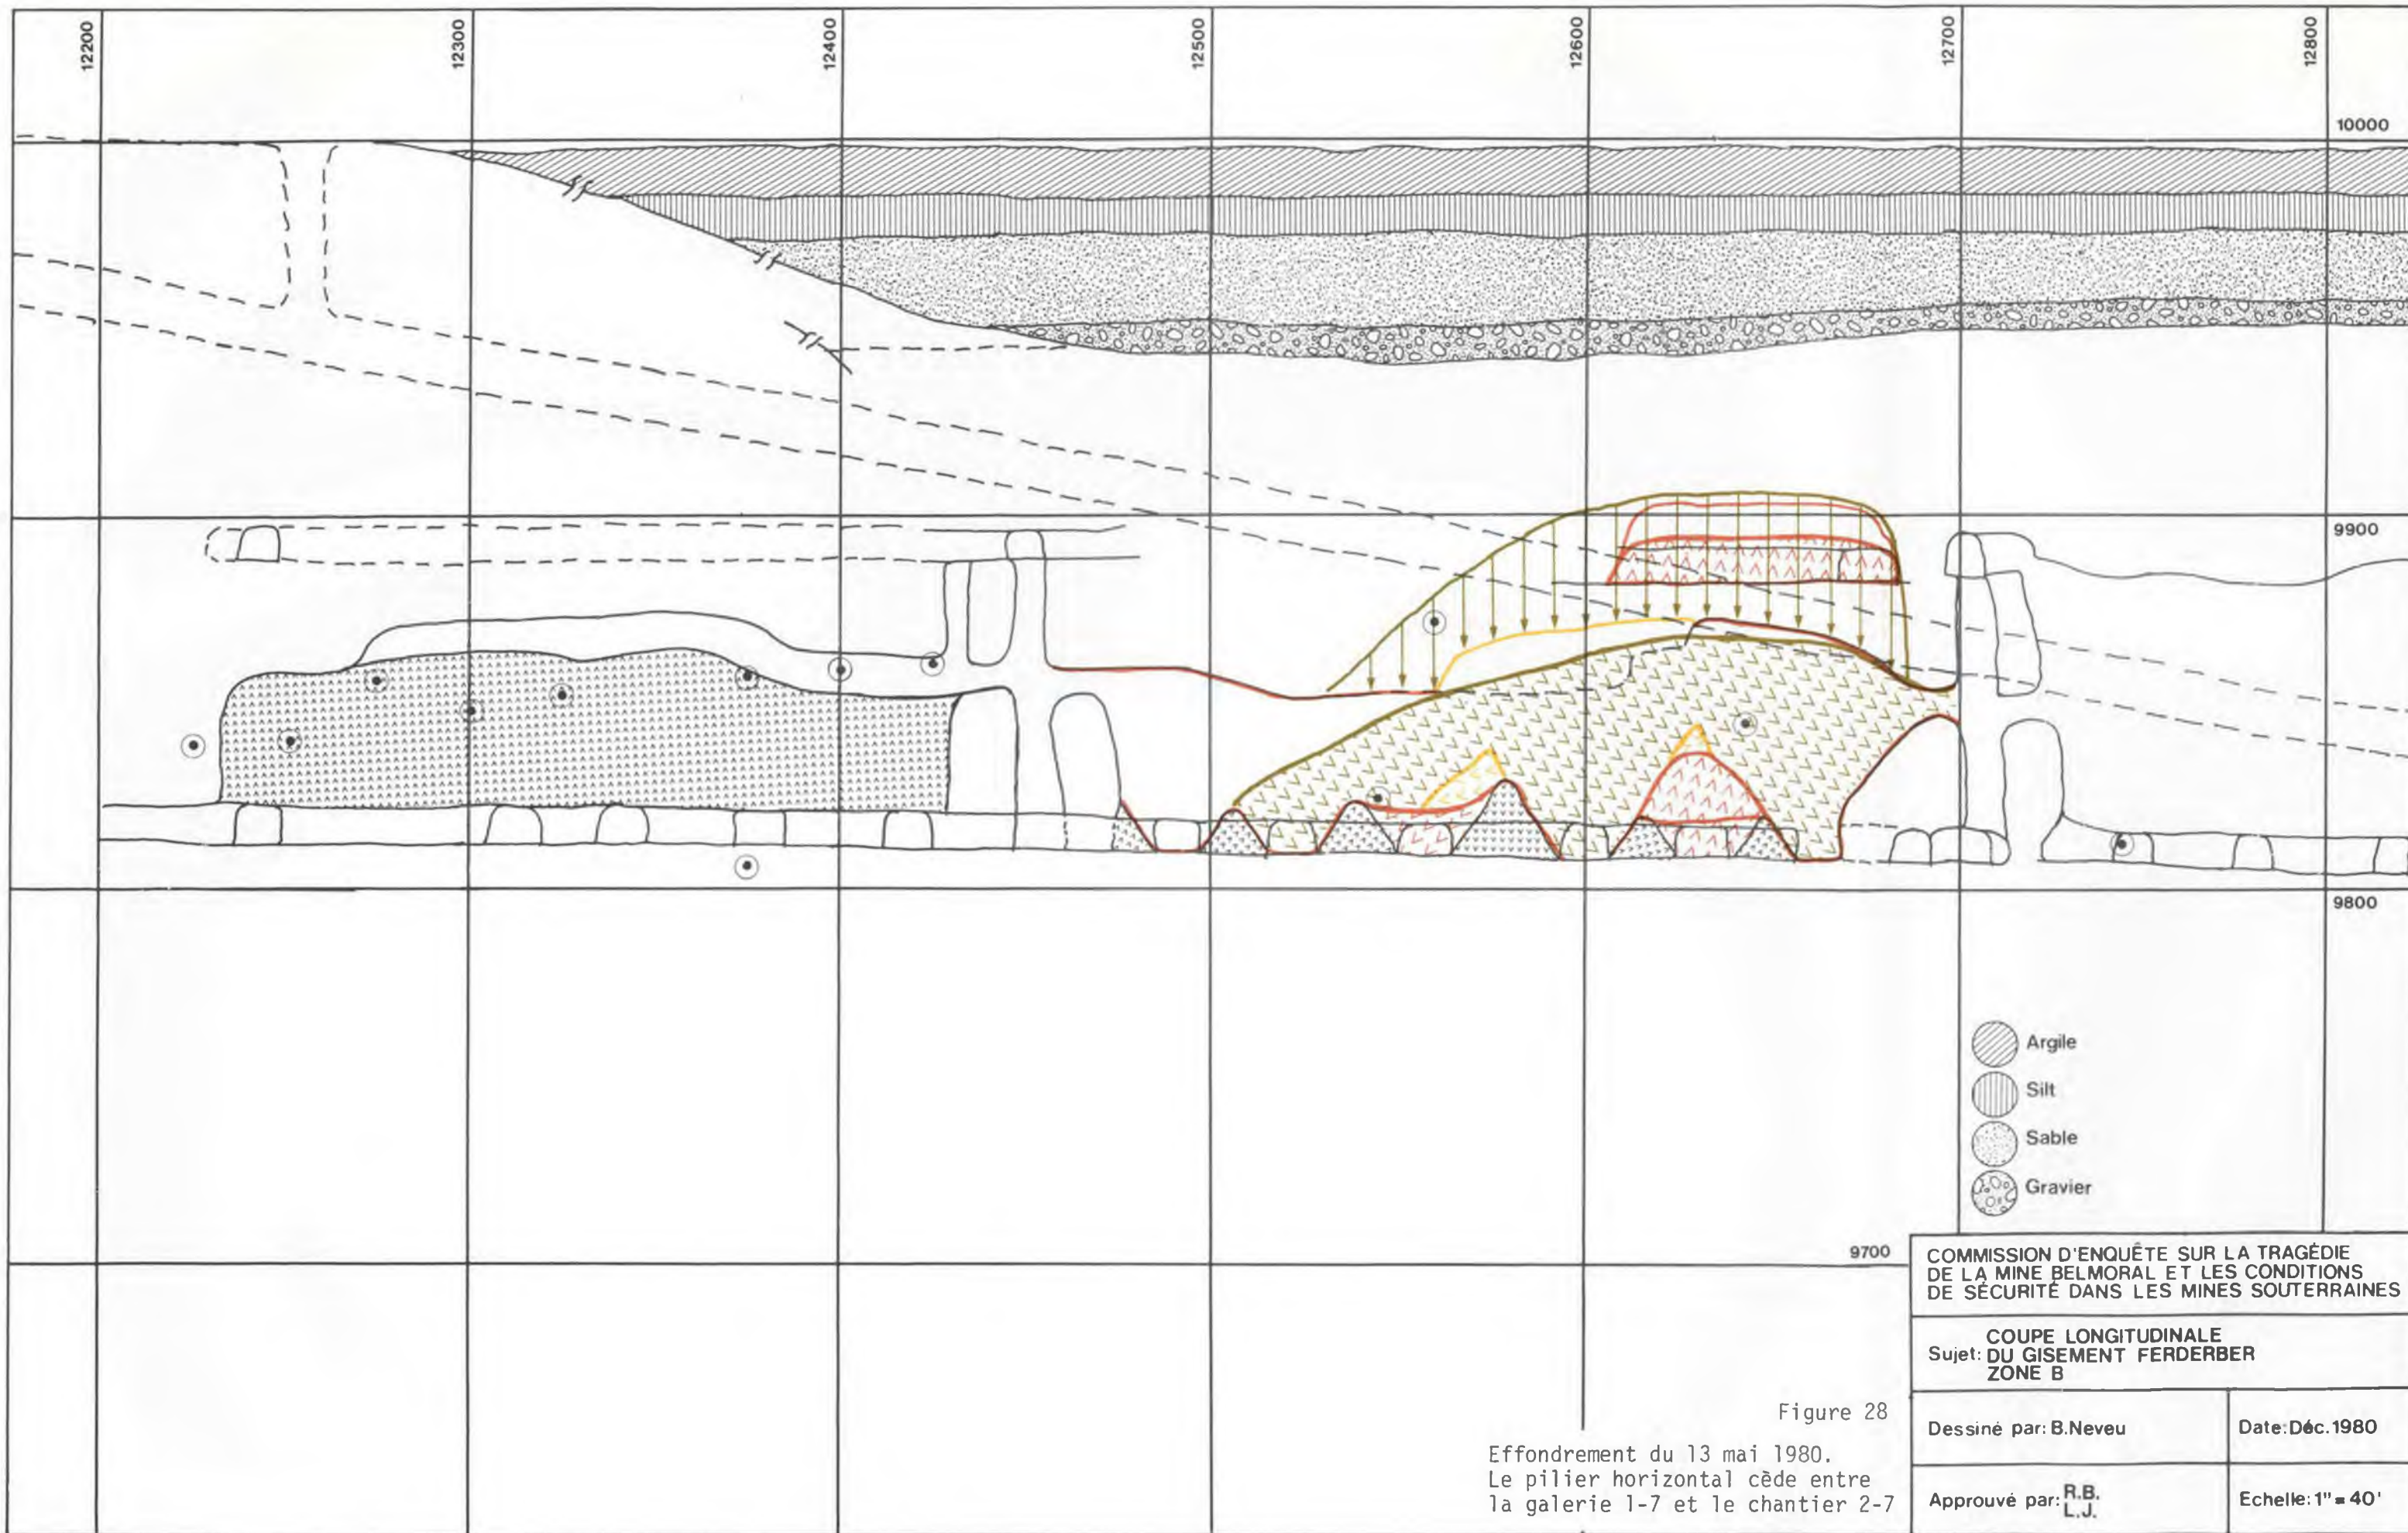 12200
12300
12400
12500
12600
12700
12800
10000
9900
9800
Argile
Silt
Sable
Gravier
9700
COMMISSION D'ENQUÊTE SUR LA TRAGÉDIE
DE LA MINE BELMORAL ET LES CONDITIONS
DE SÉCURITÉ DANS LES MINES SOUTERRAINES
COUPE LONGITUDINALE
Sujet: DU GISEMENT FERDERBER
ZONE B
Figure 28
Effondrement du 13 mai 1980.
Le pilier horizontal cède entre
la galerie 1-7 et le chantier 2-7
Dessiné par: B.Neveu
Date: Déc.1980
Approuvé par: R.B.
L.J.
Echelle: 1" = 40'